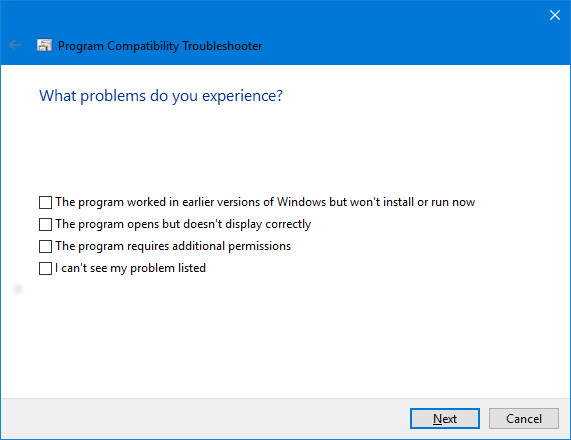 Program Compatibility Troubleshooter
What problems do you experience?
The program worked in earlier versions of Windows but won't install or run now
The program opens but doesn't display correctly
The program requires additional permissions
I can't see my problem listed
Next
Cancel